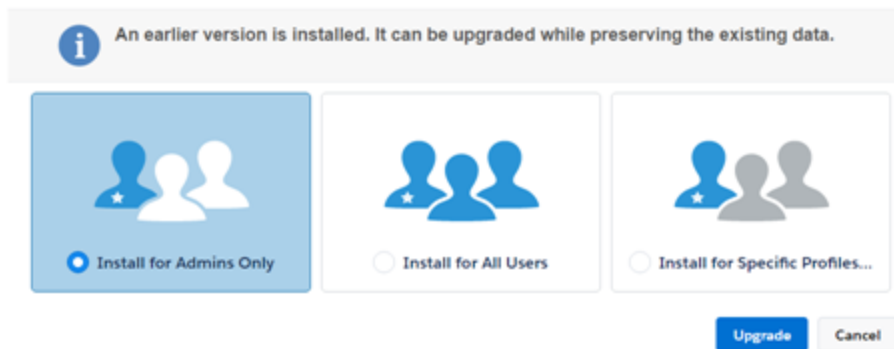 An earlier version is installed. It can be upgraded while preserving the existing data.
Install for Admins Only
Install for All Users
Install for Specific Profiles...
Upgrade
Cancel